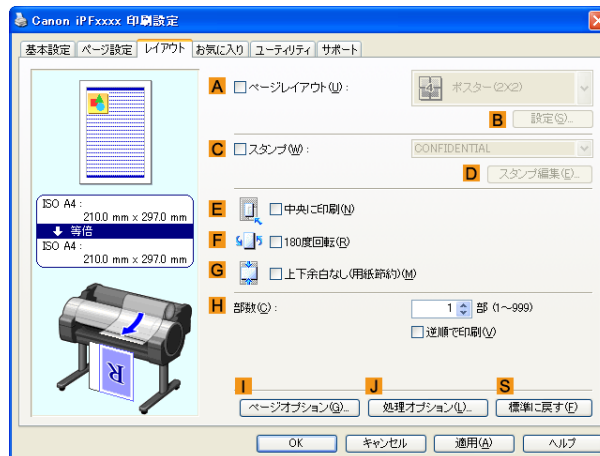 Canon iPFxxxx 印刷設定
基本設定 ページ設定 レイアウト お気に入り ユーティリティ サポート
A ページレイアウト(U) : 4 ポスター(2X2)
B 設定(S)...
C スタンプ(W) : CONFIDENTIAL
D スタンプ編集(E)...
ISO A4 :
210.0 mm x 297.0 mm
等倍
ISO A4 :
210.0 mm x 297.0 mm
E 中央に印刷(N)
F 180度回転(R)
G 上下余白なし(用紙節約)(M)
H 部数(C) : 1 部 (1～999)
逆順で印刷(V)
R
I J S
ページオプション(G)... 処理オプション(L)... 標準に戻す(F)
OK キャンセル 適用(A) ヘルプ